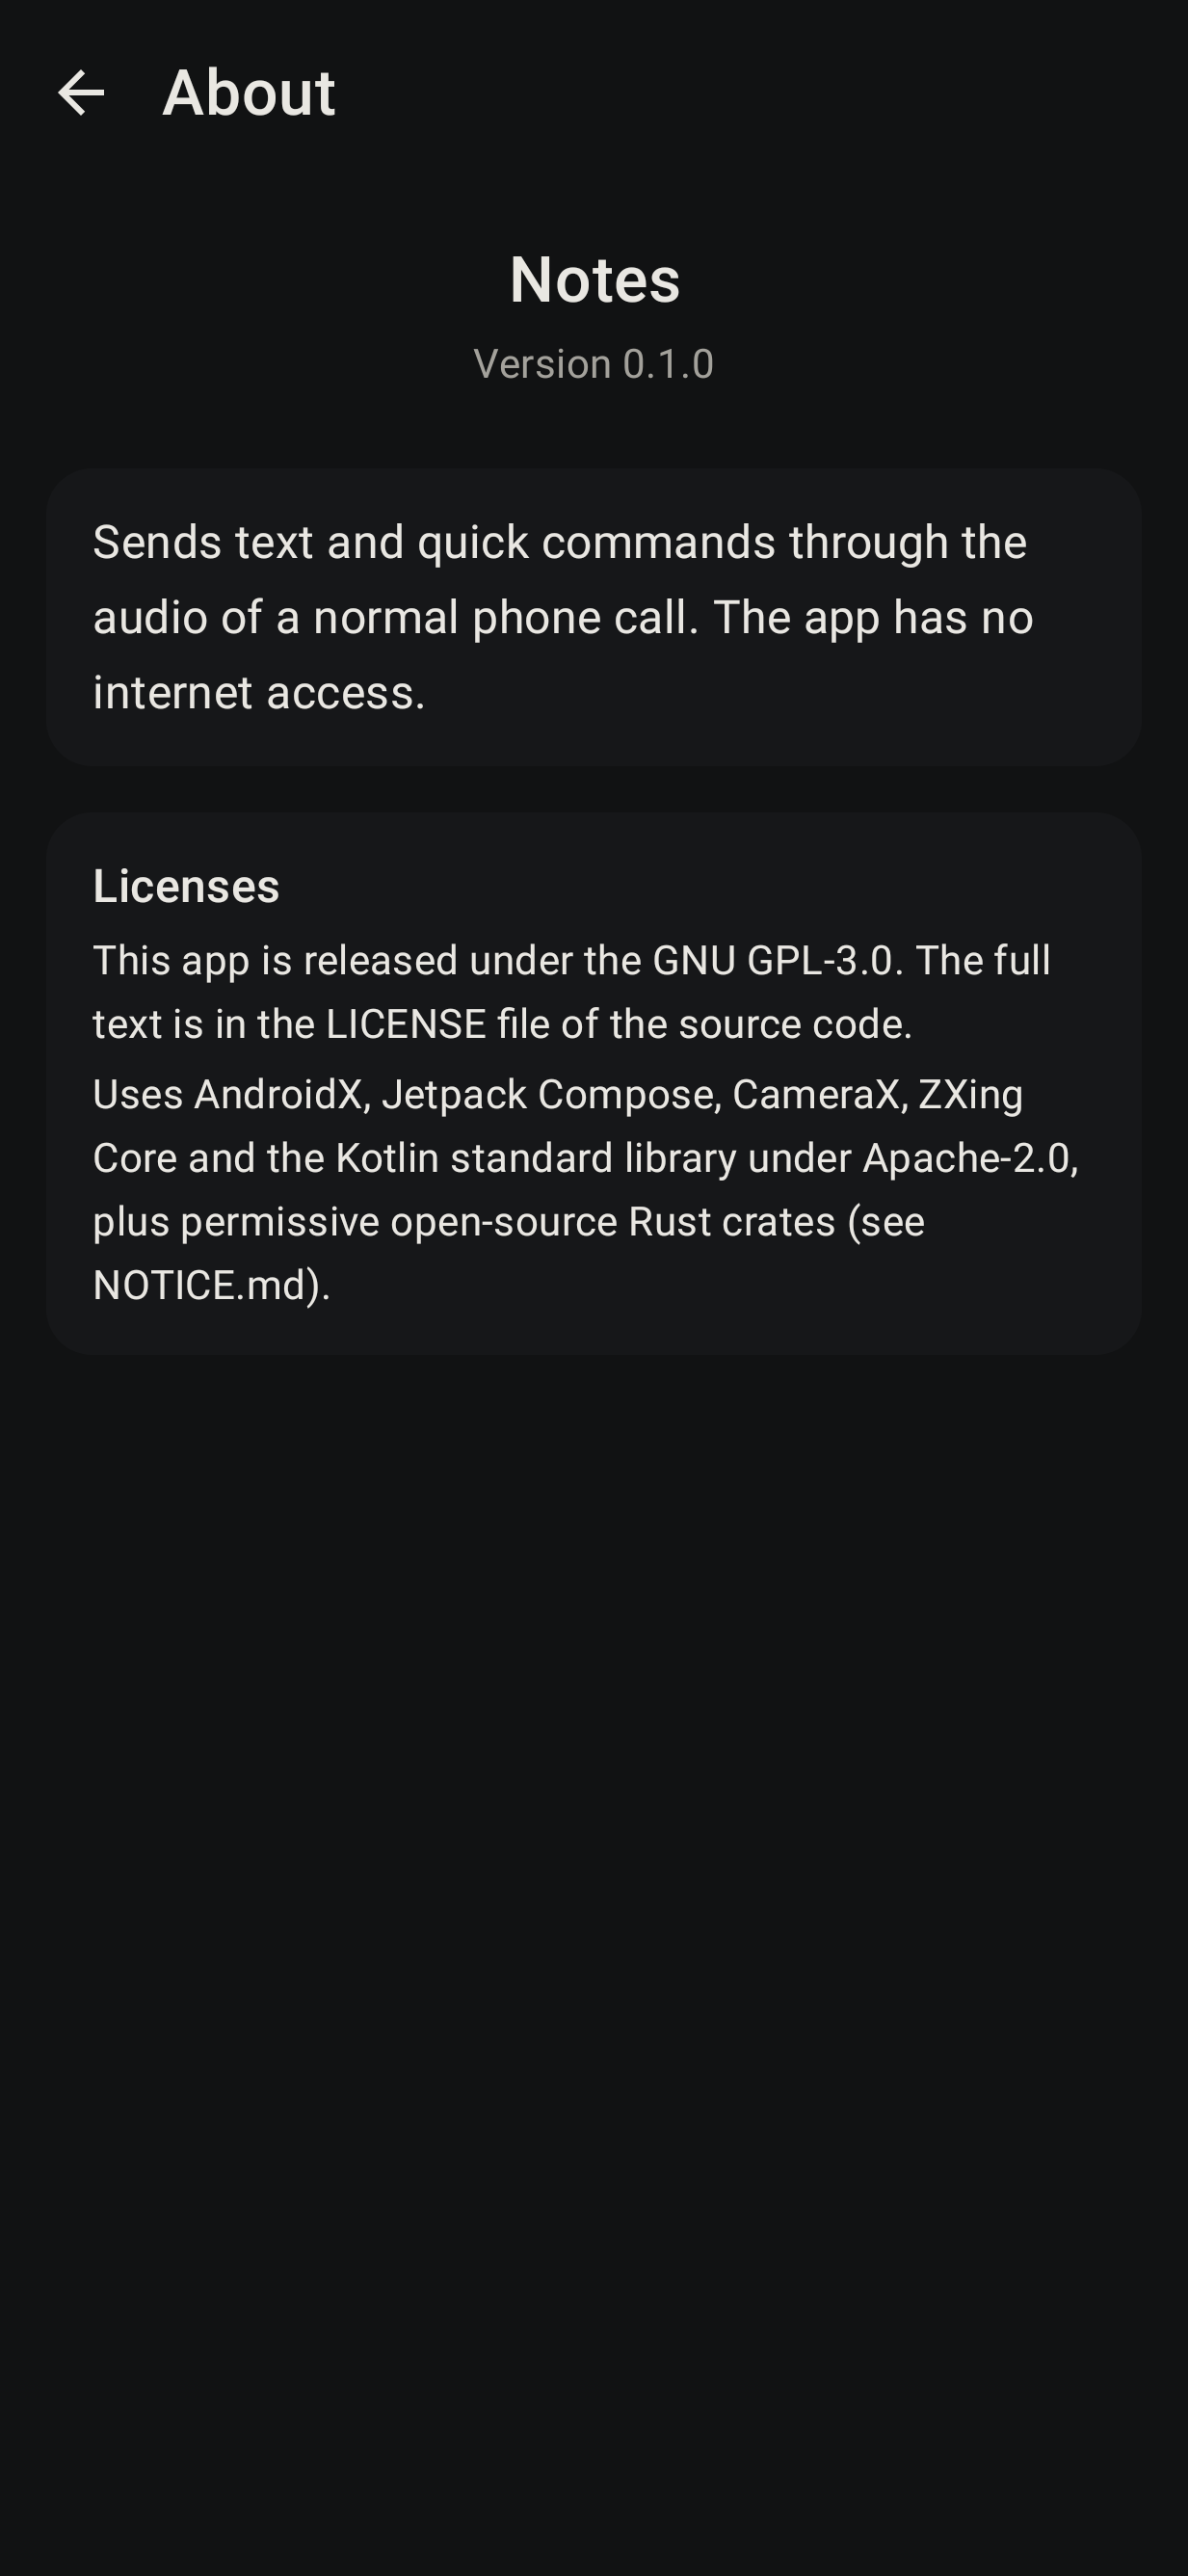 About
Notes
Version 0.1.0
Sends text and quick commands through the
audio of a normal phone call. The app has no
internet access.
Licenses
This app is released under the GNU GPL-3.0. The full
text is in the LICENSE file of the source code.
Uses AndroidX, Jetpack Compose, CameraX, ZXing
Core and the Kotlin standard library under Apache-2.0,
plus permissive open-source Rust crates (see
NOTICE.md).